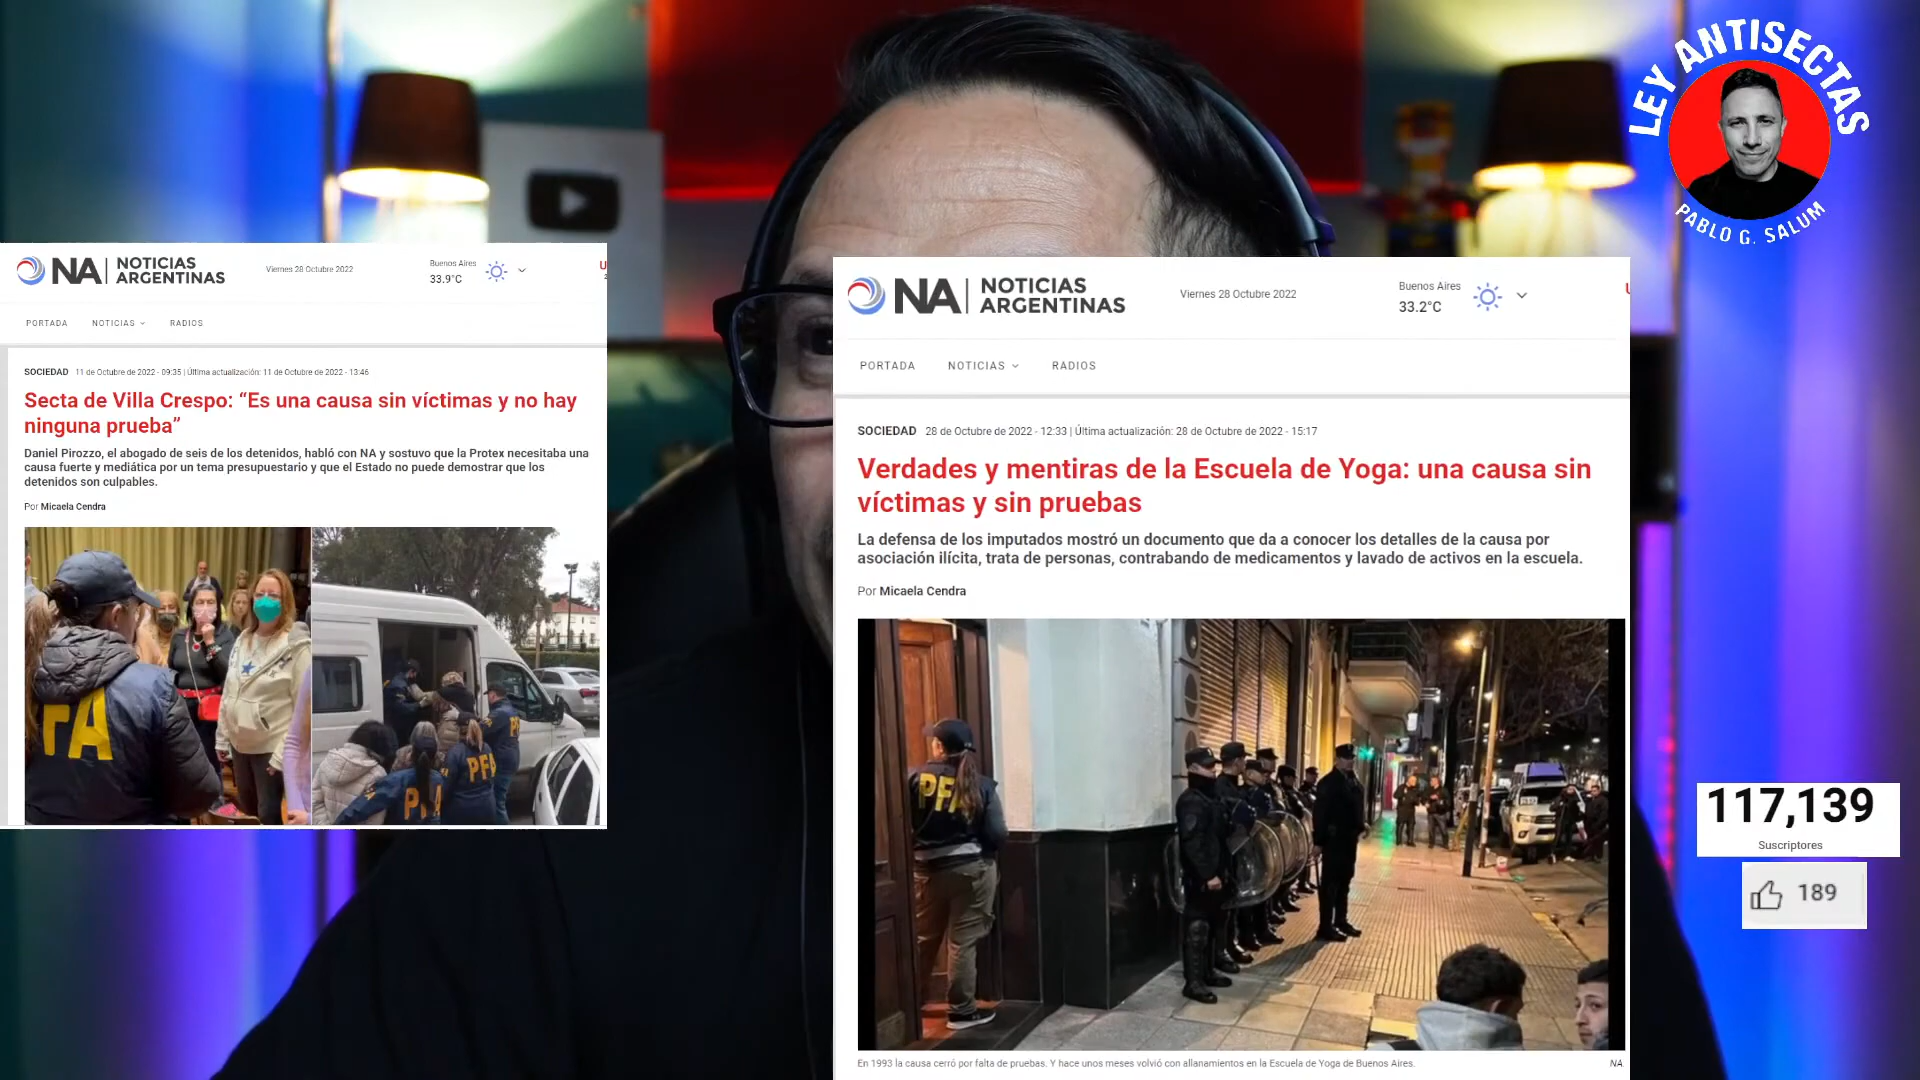 LEY ANTISECTAS
PABLO G. SALUM
NA NOTICIAS
ARGENTINAS
Viernes 28 Octubre 2022
Buenos Aires
33.9°C
PORTADA NOTICIAS RADIOS
SOCIEDAD 11 de Octubre de 2022 - 09:35 | Última actualización: 11 de Octubre de 2022 - 13:46
Secta de Villa Crespo: “Es una causa sin víctimas y no hay
ninguna prueba”
Daniel Pirozzo, el abogado de seis de los detenidos, habló con NA y sostuvo que la Protex necesitaba una
causa fuerte y mediática por un tema presupuestario y que el Estado no puede demostrar que los
detenidos son culpables.
Por Micaela Cendra
FA
PFA
PFA
PF
NA NOTICIAS
ARGENTINAS
Viernes 28 Octubre 2022
Buenos Aires
33.2°C
PORTADA NOTICIAS RADIOS
SOCIEDAD 28 de Octubre de 2022 - 12:33 | Última actualización: 28 de Octubre de 2022 - 15:17
Verdades y mentiras de la Escuela de Yoga: una causa sin
víctimas y sin pruebas
La defensa de los imputados mostró un documento que da a conocer los detalles de la causa por
asociación ilícita, trata de personas, contrabando de medicamentos y lavado de activos en la escuela.
Por Micaela Cendra
PFA
En 1993 la causa cerró por falta de pruebas. Y hace unos meses volvió con allanamientos en la Escuela de Yoga de Buenos Aires.
NA
117,139
Suscriptores
189